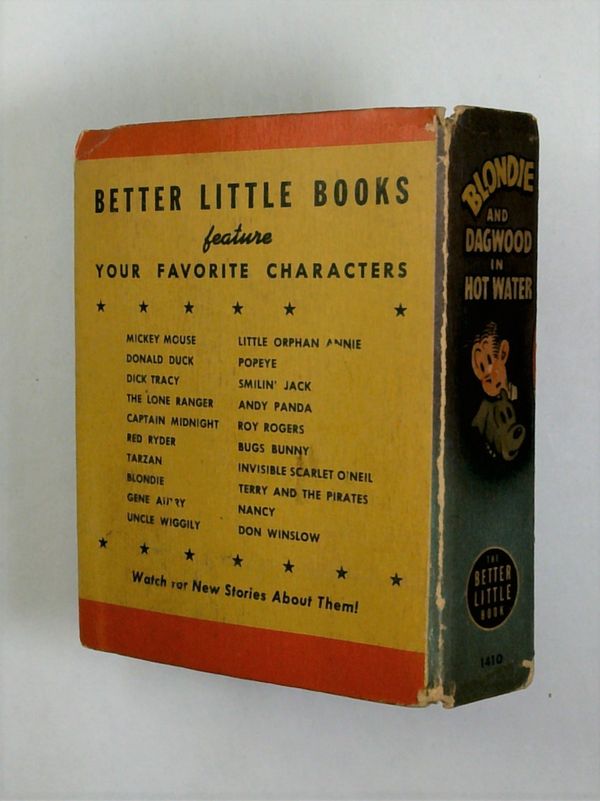 BETTER LITTLE BOOKS
feature
YOUR FAVORITE CHARACTERS
MICKEY MOUSE
DONALD DUCK
DICK TRACY
THE LONE RANGER
CAPTAIN MIDNIGHT
RED RYDER
TARZAN
BLONDIE
GENE AUTRY
UNCLE WIGGILY
LITTLE ORPHAN ANNIE
POPEYE
SMILIN' JACK
ANDY PANDA
ROY ROGERS
BUGS BUNNY
INVISIBLE SCARLET O'NEIL
TERRY AND THE PIRATES
NANCY
DON WINSLOW
Watch for New Stories About Them!
BLONDIE
AND
DAGWOOD
IN
HOT WATER
THE
BETTER
LITTLE
BOOK
1410